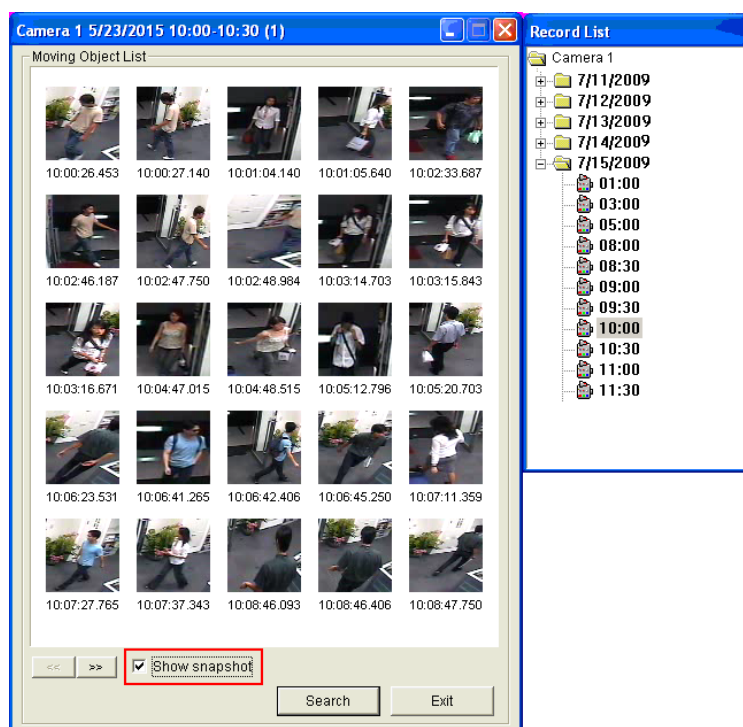 Camera 1 5/23/2015 10:00-10:30 (1)
Moving Object List
10:00:26.453 10:00:27.140 10:01:04.140 10:01:05.640 10:02:33.687
10:02:46.187 10:02:47.750 10:02:48.984 10:03:14.703 10:03:15.843
10:03:16.671 10:04:47.015 10:04:48.515 10:05:12.796 10:05:20.703
10:06:23.531 10:06:41.265 10:06:42.406 10:06:45.250 10:07:11.359
10:07:27.765 10:07:37.343 10:08:46.093 10:08:46.406 10:08:47.750
<< >> Show snapshot
Search Exit
Record List
Camera 1
7/11/2009
7/12/2009
7/13/2009
7/14/2009
7/15/2009
01:00
03:00
05:00
08:00
08:30
09:00
09:30
10:00
10:30
11:00
11:30